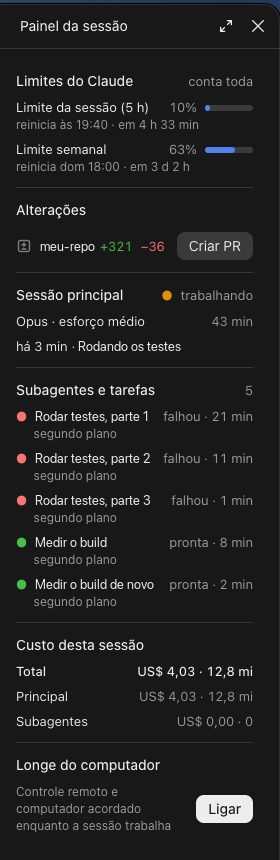 Painel da sessão
Limites do Claude conta toda
Limite da sessão (5 h) 10%
reinicia às 19:40 · em 4 h 33 min
Limite semanal 63%
reinicia dom 18:00 · em 3 d 2 h
Alterações
meu-repo +321 −36 Criar PR
Sessão principal trabalhando
Opus · esforço médio 43 min
há 3 min · Rodando os testes
Subagentes e tarefas 5
Rodar testes, parte 1 falhou · 21 min
segundo plano
Rodar testes, parte 2 falhou · 11 min
segundo plano
Rodar testes, parte 3 falhou · 1 min
segundo plano
Medir o build pronta · 8 min
segundo plano
Medir o build de novo pronta · 2 min
segundo plano
Custo desta sessão
Total US$ 4,03 · 12,8 mi
Principal US$ 4,03 · 12,8 mi
Subagentes US$ 0,00 · 0
Longe do computador
Controle remoto e
computador acordado
enquanto a sessão trabalha
Ligar